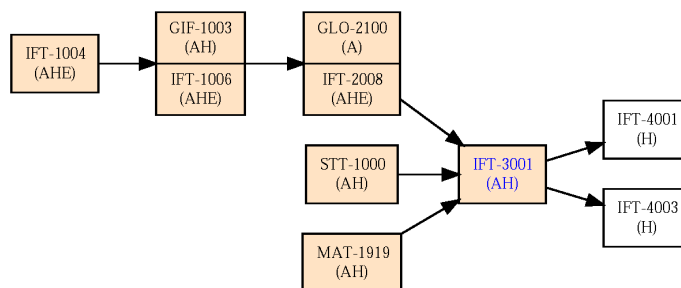 IFT-1004
(AHE)
GIF-1003
(AH)
IFT-1006
(AHE)
GLO-2100
(A)
IFT-2008
(AHE)
STT-1000
(AH)
MAT-1919
(AH)
IFT-3001
(AH)
IFT-4001
(H)
IFT-4003
(H)